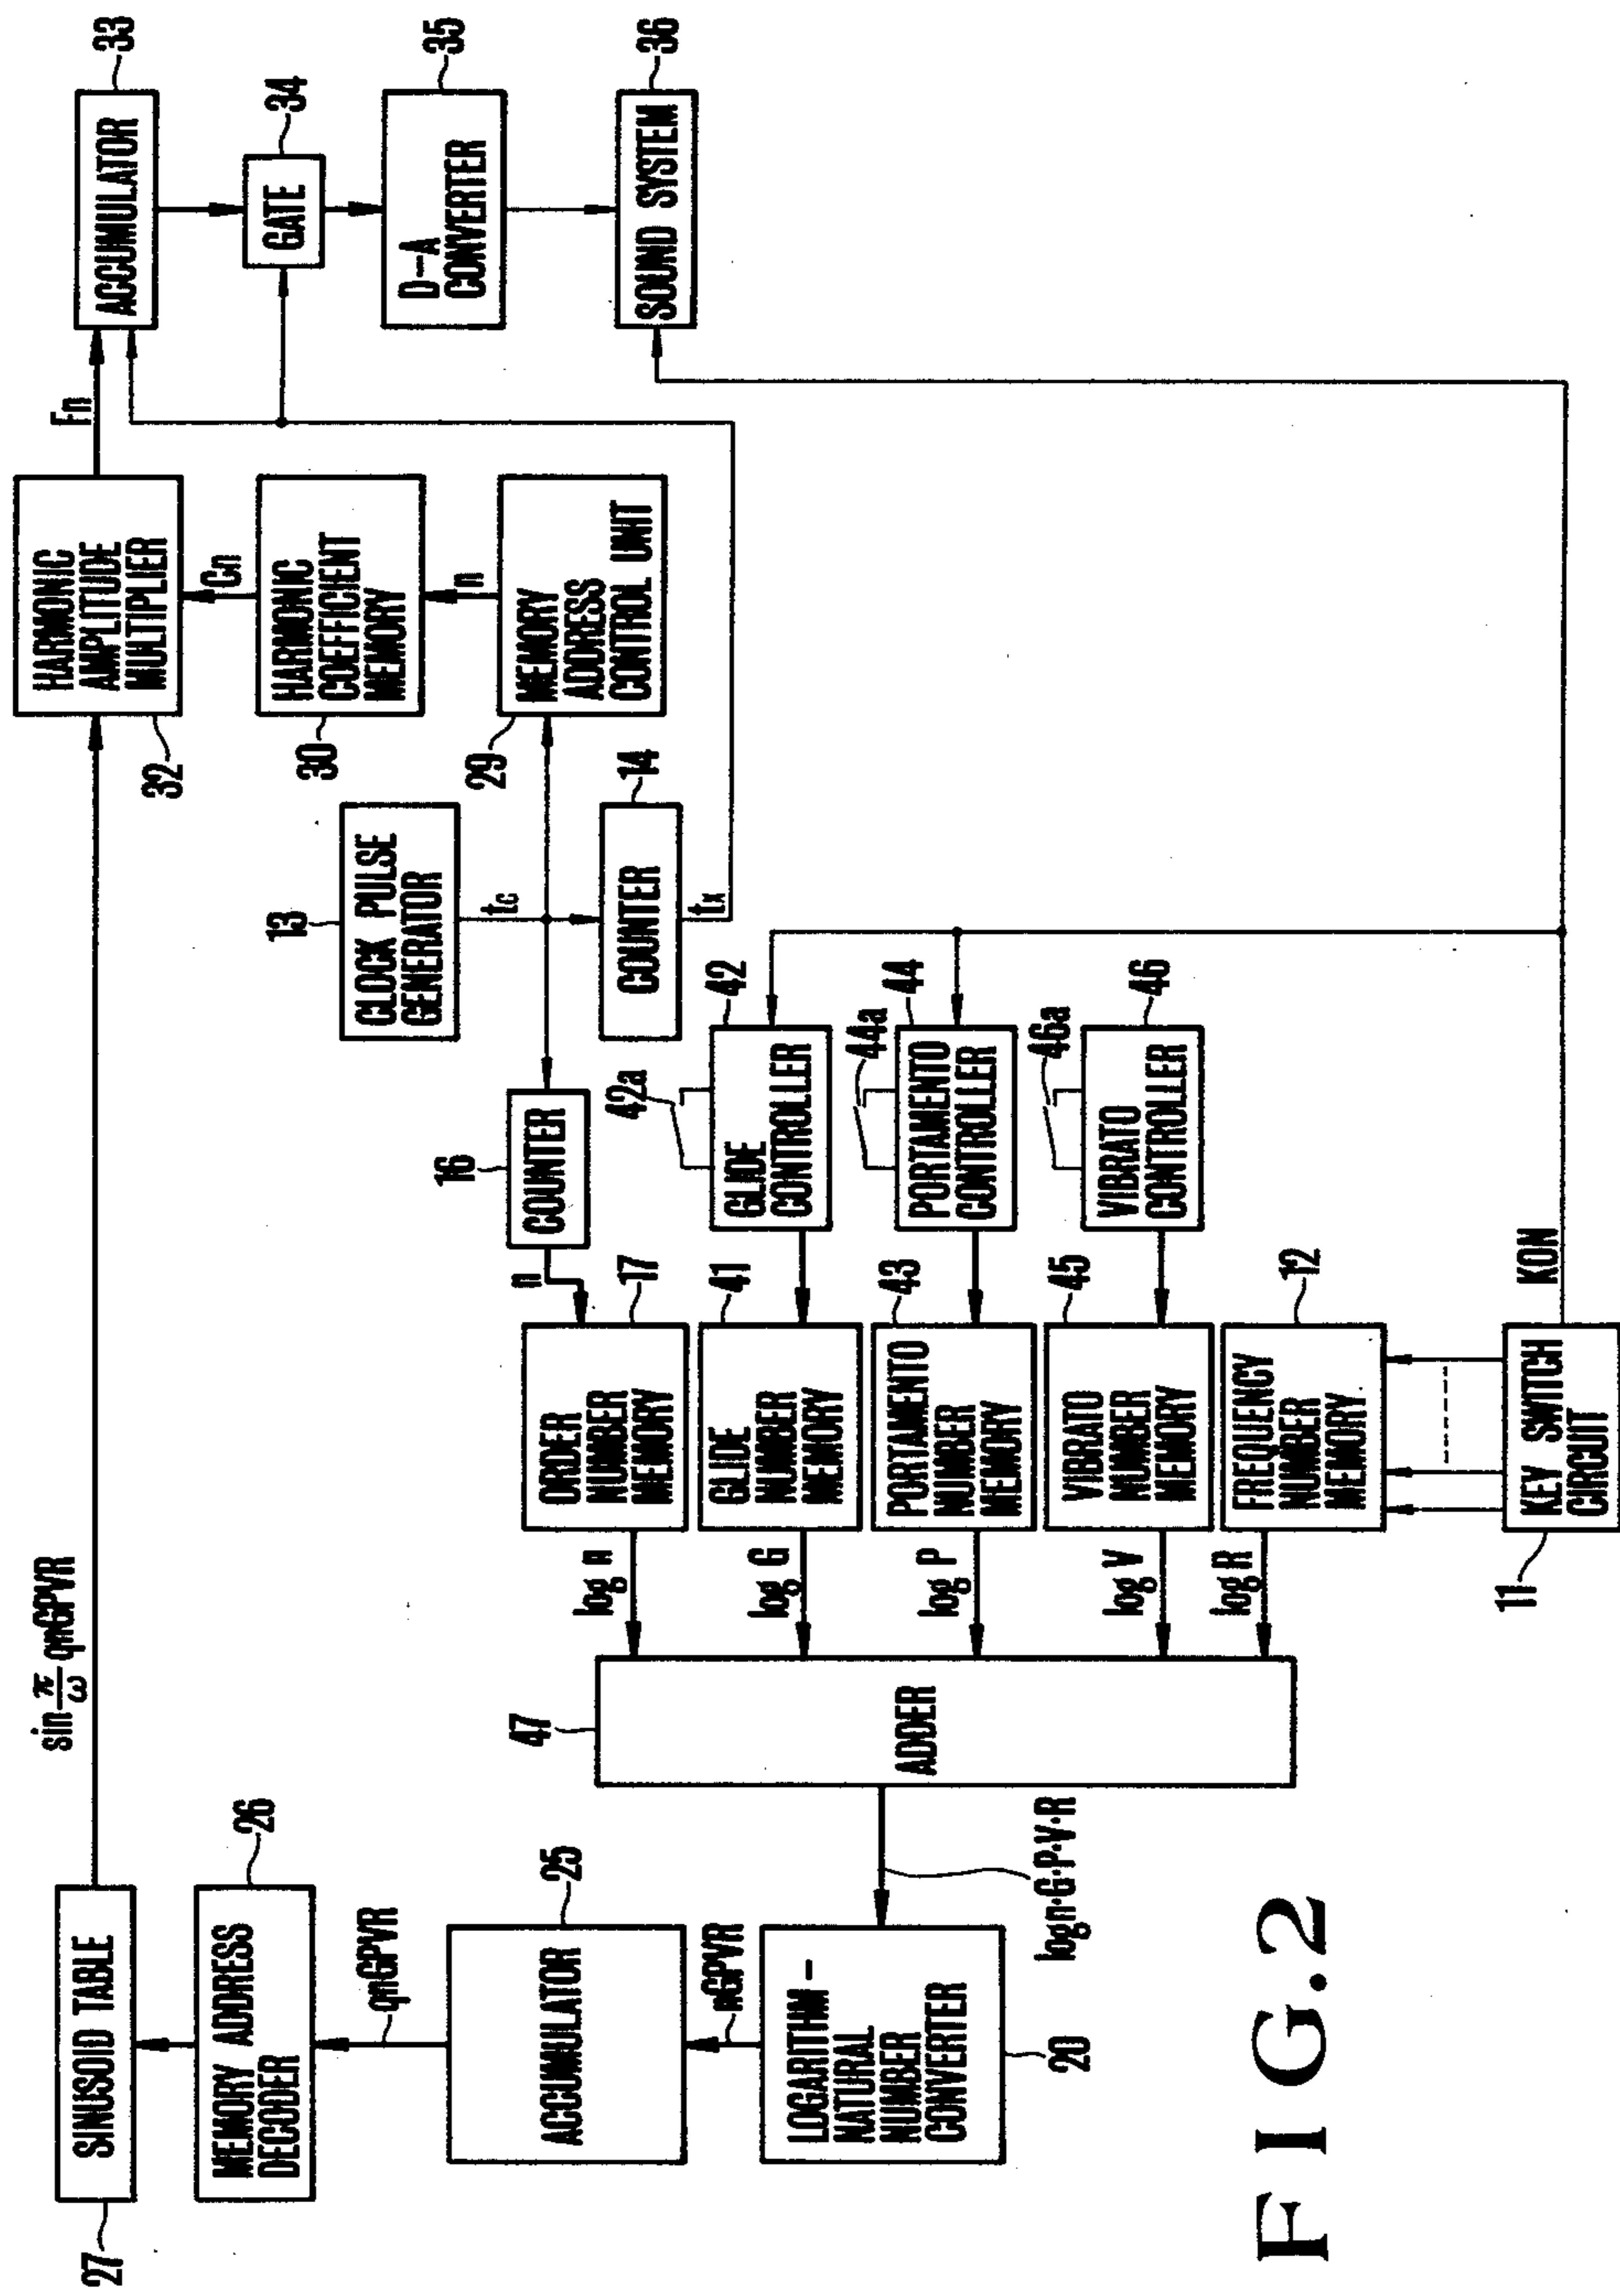 sin π/ω qnGPVR
27
SINUSOID TABLE
26
MEMORY ADDRESS
DECODER
qnGPVR
25
ACCUMULATOR
nGPVR
LOGARITHM –
NATURAL
NUMBER
CONVERTER
20
logn·G·P·V·R
47
ADDER
log n
log G
log P
log V
log R
ORDER
NUMBER
MEMORY
17
GLIDE
NUMBER
MEMORY
41
PORTAMENTO
NUMBER
MEMORY
43
VIBRATO
NUMBER
MEMORY
45
FREQUENCY
NUMBER
MEMORY
12
KEY SWITCH
CIRCUIT
11
KON
n
16
COUNTER
42a
GLIDE
CONTROLLER
42
44a
PORTAMENTO
CONTROLLER
44
46a
VIBRATO
CONTROLLER
46
13
CLOCK PULSE
GENERATOR
tc
COUNTER
14
tx
32
HARMONIC
AMPLITUDE
MULTIPLIER
Cn
30
HARMONIC
COEFFICIENT
MEMORY
n
29
MEMORY
ADDRESS
CONTROL UNIT
Fn
ACCUMULATOR
33
GATE
34
D–A
CONVERTER
35
SOUND SYSTEM
36
FIG.2